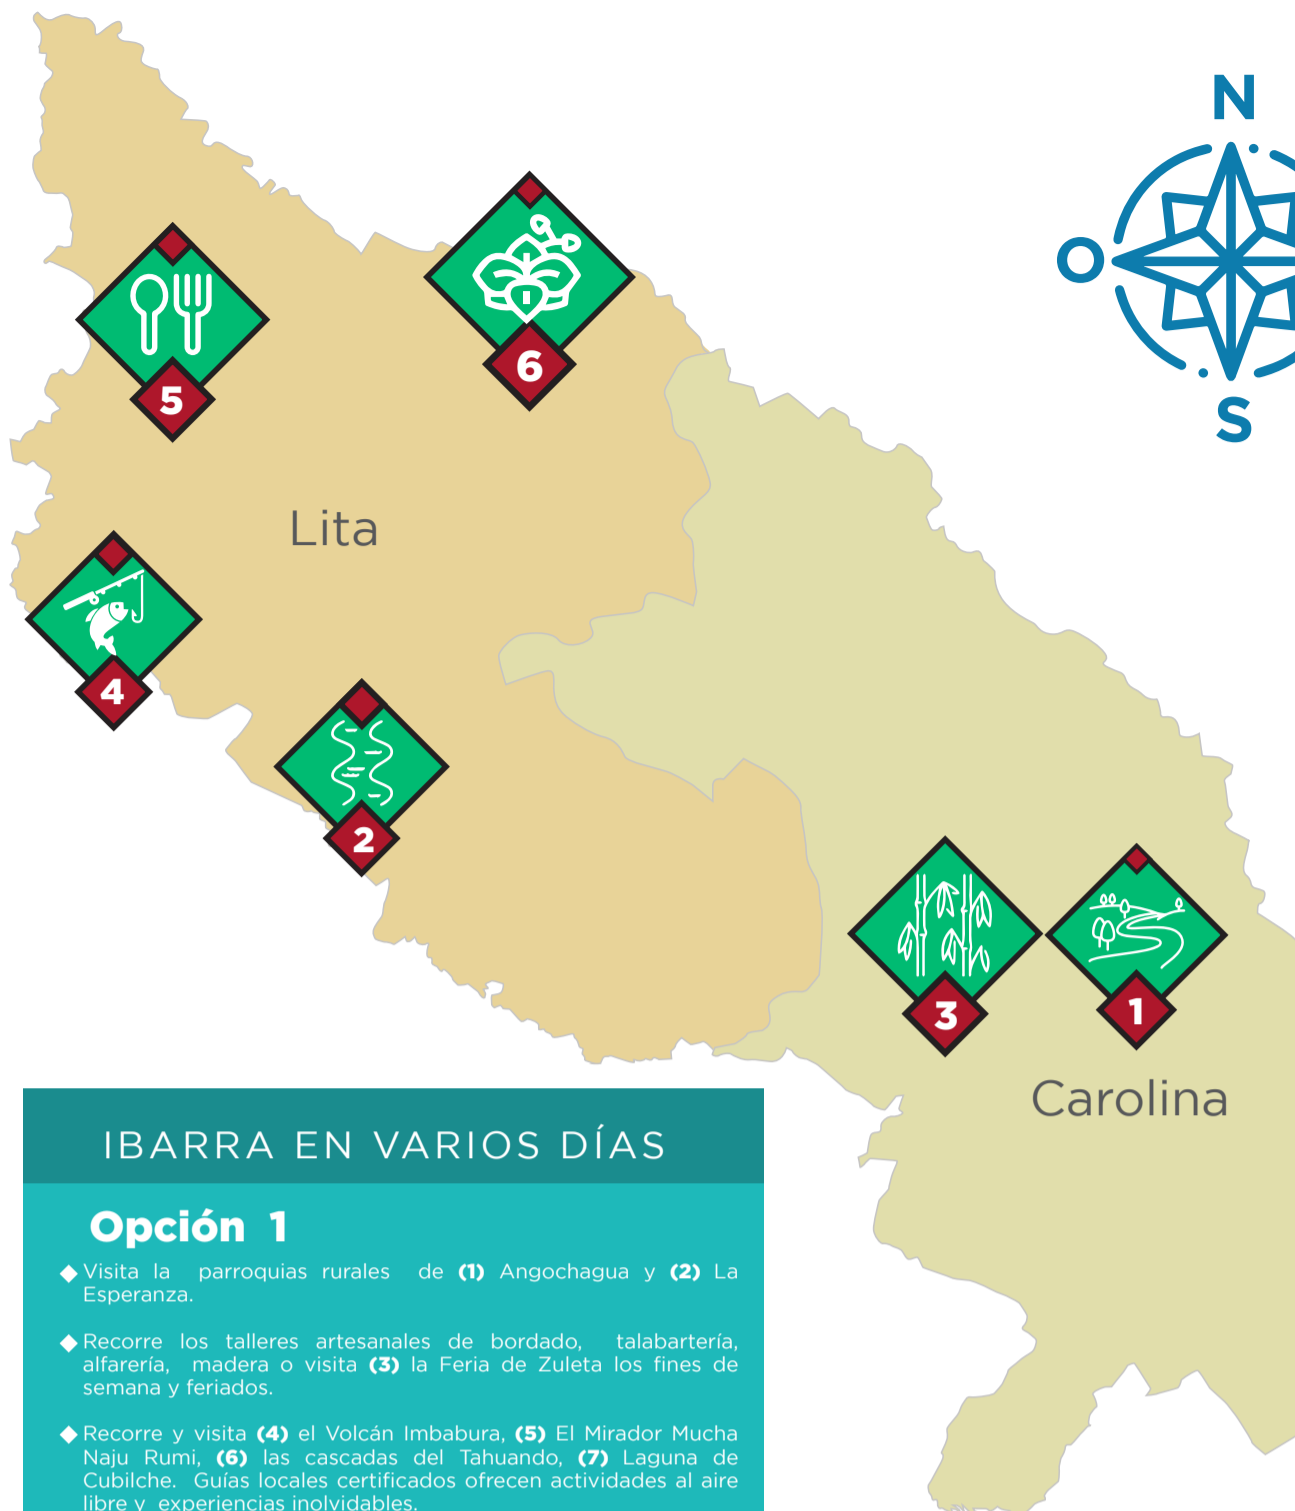 N
O
S
6
5
Lita
4
2
3
1
Carolina
IBARRA EN VARIOS DÍAS
Opción 1
Visita la parroquias rurales de (1) Angochagua y (2) La
Esperanza.
Recorre los talleres artesanales de bordado, talabartería,
alfarería, madera o visita (3) la Feria de Zuleta los fines de
semana y feriados.
Recorre y visita (4) el Volcán Imbabura, (5) El Mirador Mucha
Naju Rumi, (6) las cascadas del Tahuando, (7) Laguna de
Cubilche. Guías locales certificados ofrecen actividades al aire
libre y experiencias inolvidables.